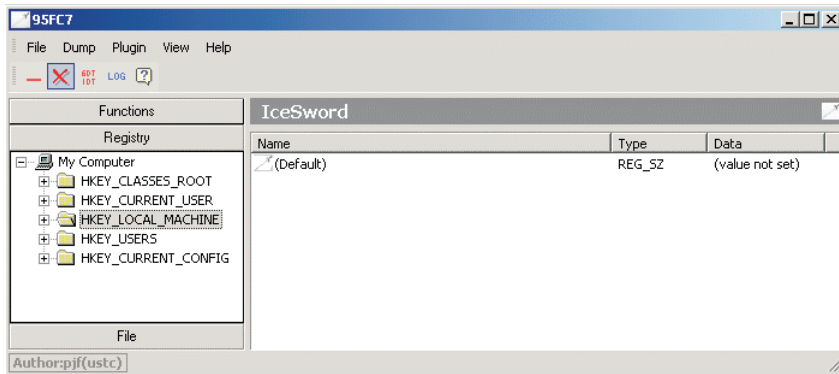 95FC7
File Dump Plugin View Help
GDT IDT LOG
Functions
Registry
IceSword
Name Type Data
My Computer
(Default) REG_SZ (value not set)
HKEY_CLASSES_ROOT
HKEY_CURRENT_USER
HKEY_LOCAL_MACHINE
HKEY_USERS
HKEY_CURRENT_CONFIG
File
Author:pjf(ustc)